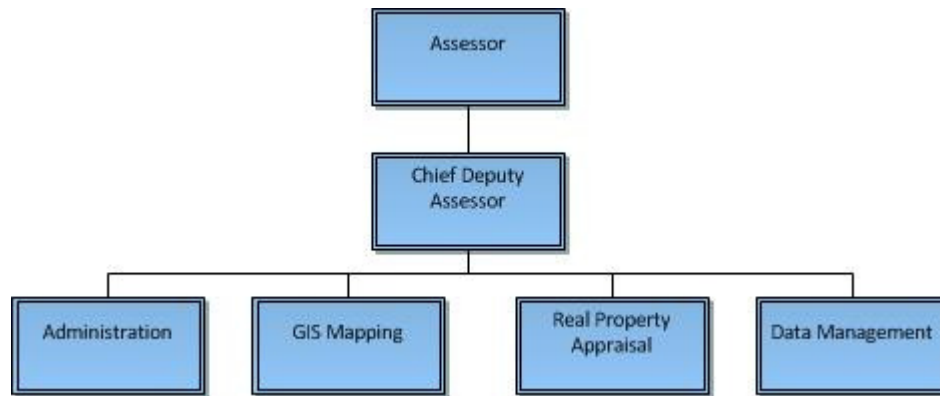 Assessor
Chief Deputy
Assessor
Administration
GIS Mapping
Real Property
Appraisal
Data Management